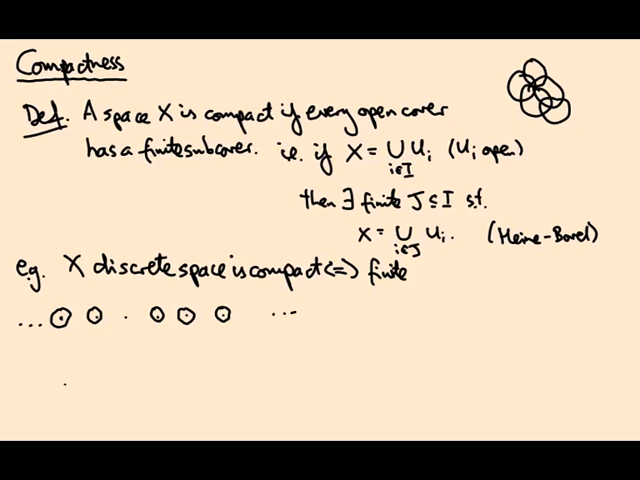 Compactness
Def. A space X is compact if every open cover
has a finite subcover. i.e. if X = ∪ Uᵢ (Uᵢ open)
i∈I
then ∃ finite J ⊆ I s.t.
X = ∪ Uᵢ. (Heine-Borel)
i∈J
e.g. X discrete space is compact <=> finite
... ...